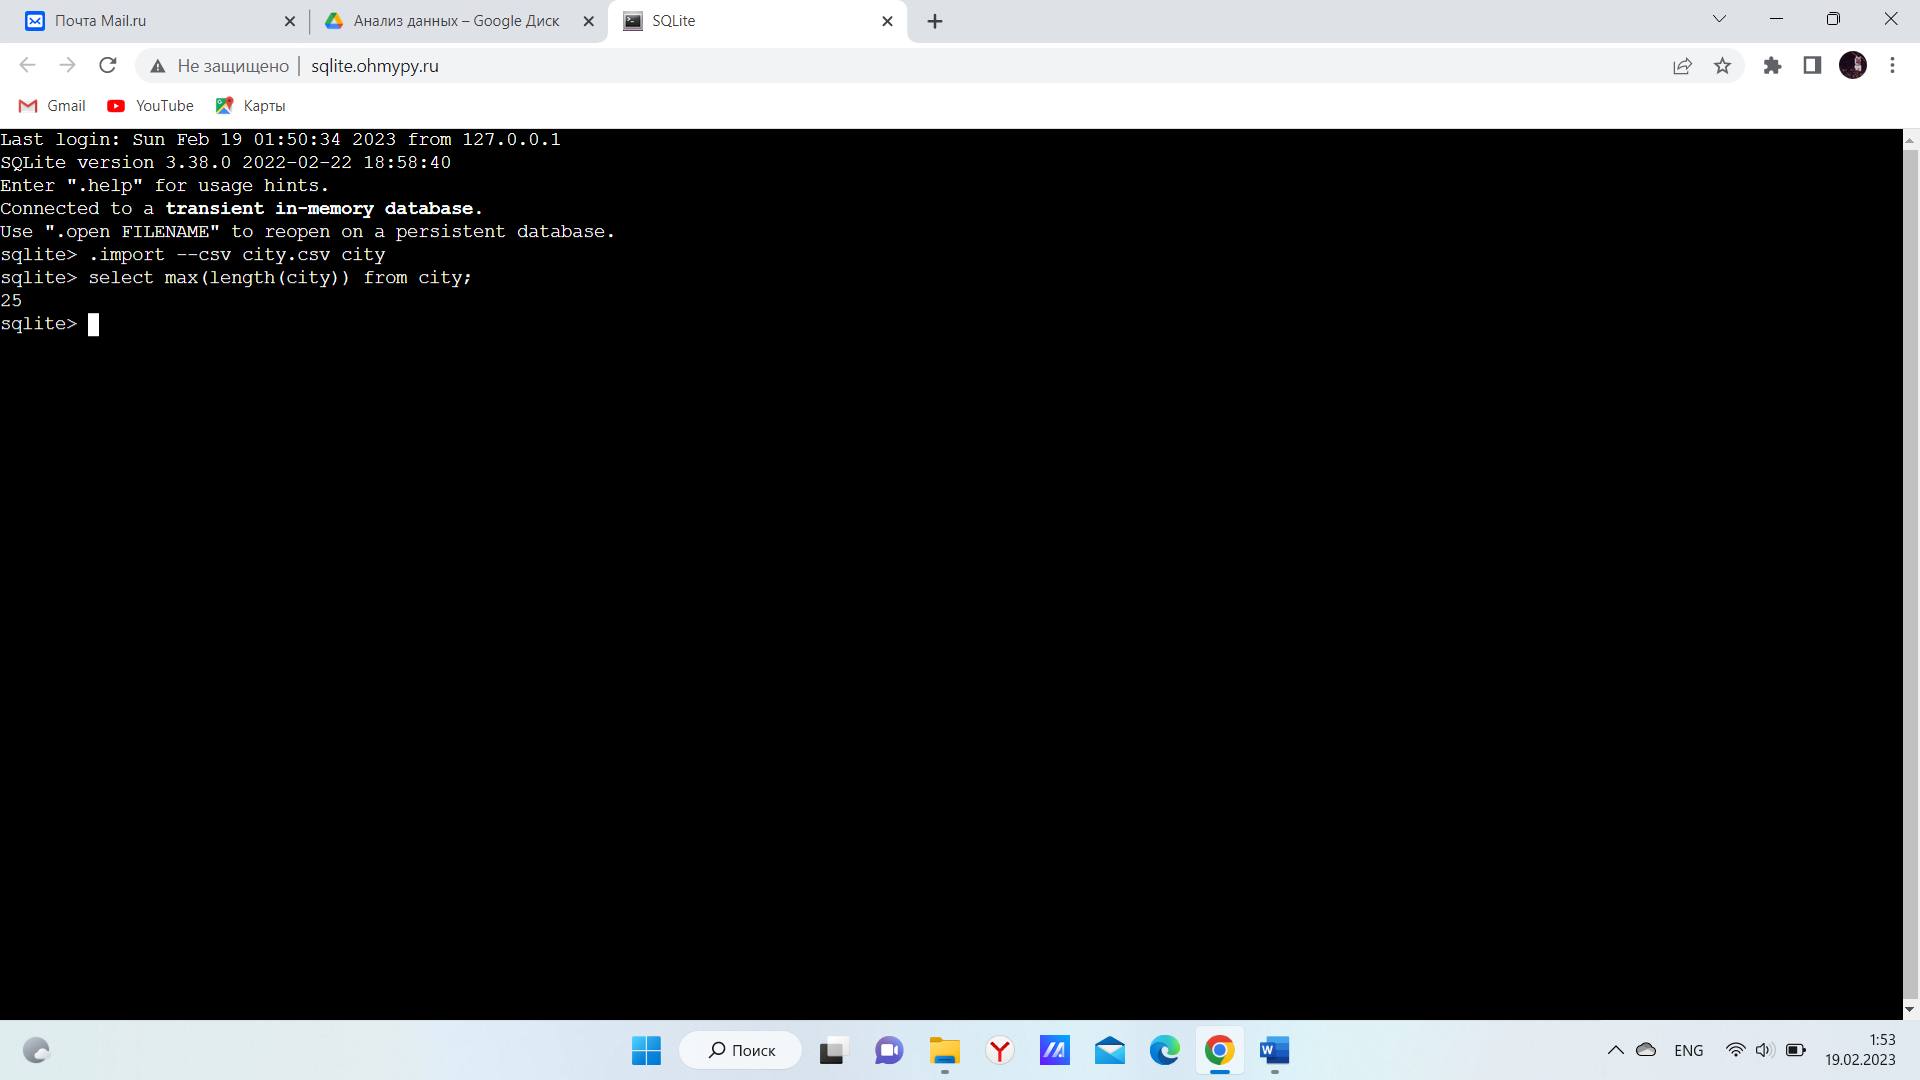 Почта Mail.ru
Анализ данных – Google Диск
SQLite
Не защищено
sqlite.ohmypy.ru
Gmail
YouTube
Карты
Last login: Sun Feb 19 01:50:34 2023 from 127.0.0.1
SQLite version 3.38.0 2022-02-22 18:58:40
Enter ".help" for usage hints.
Connected to a transient in-memory database.
Use ".open FILENAME" to reopen on a persistent database.
sqlite> .import --csv city.csv city
sqlite> select max(length(city)) from city;
25
sqlite>
Поиск
ENG
1:53
19.02.2023